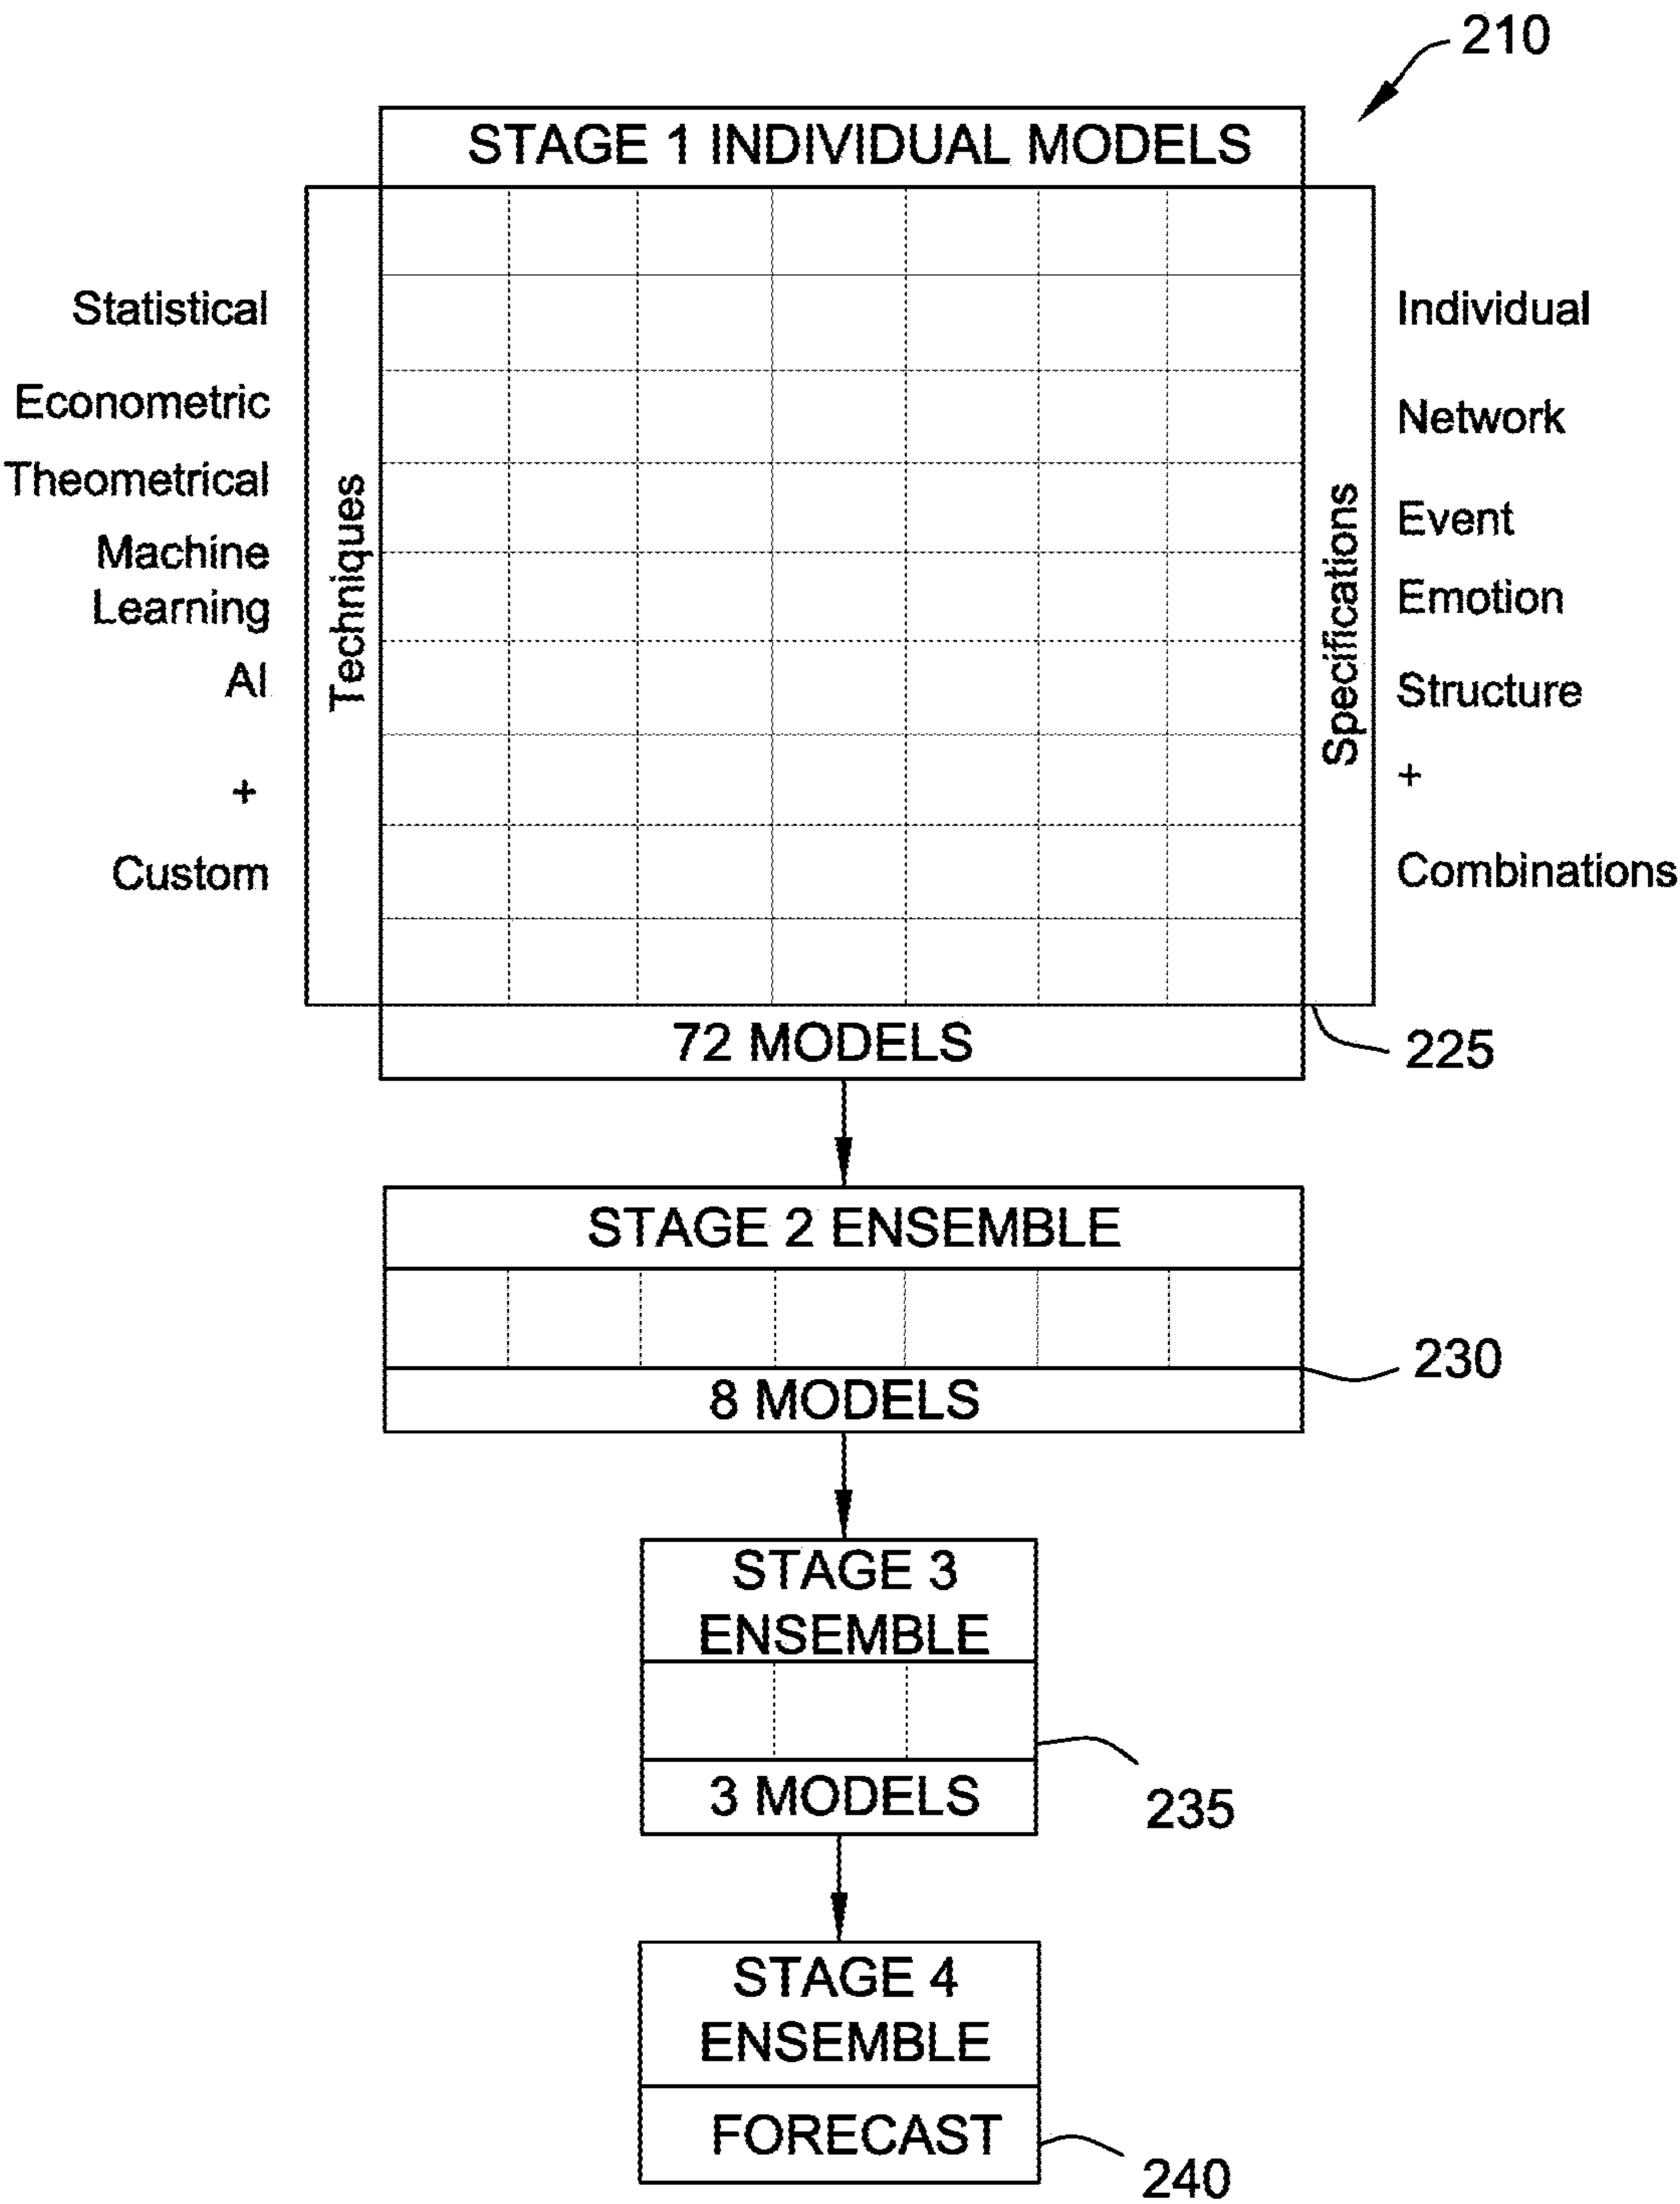 210
STAGE 1 INDIVIDUAL MODELS
Techniques
Statistical
Econometric
Theometrical
Machine
Learning
AI
+
Custom
Specifications
Individual
Network
Event
Emotion
Structure
+
Combinations
72 MODELS
225
STAGE 2 ENSEMBLE
230
8 MODELS
STAGE 3
ENSEMBLE
3 MODELS
235
STAGE 4
ENSEMBLE
FORECAST
240